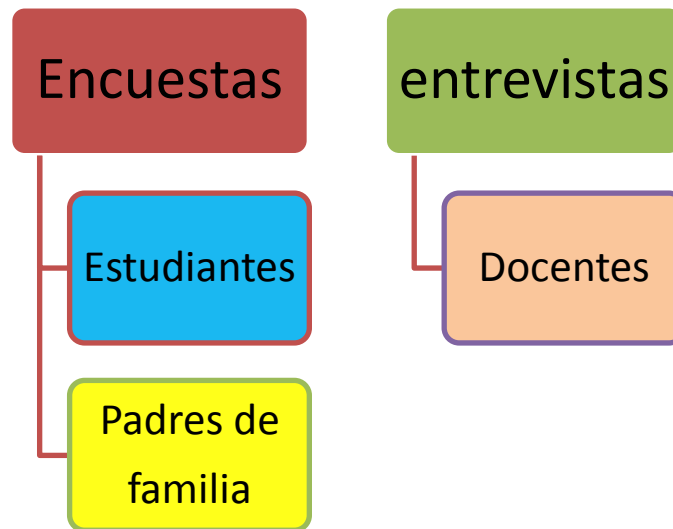 Encuestas
Estudiantes
Padres de
familia
entrevistas
Docentes